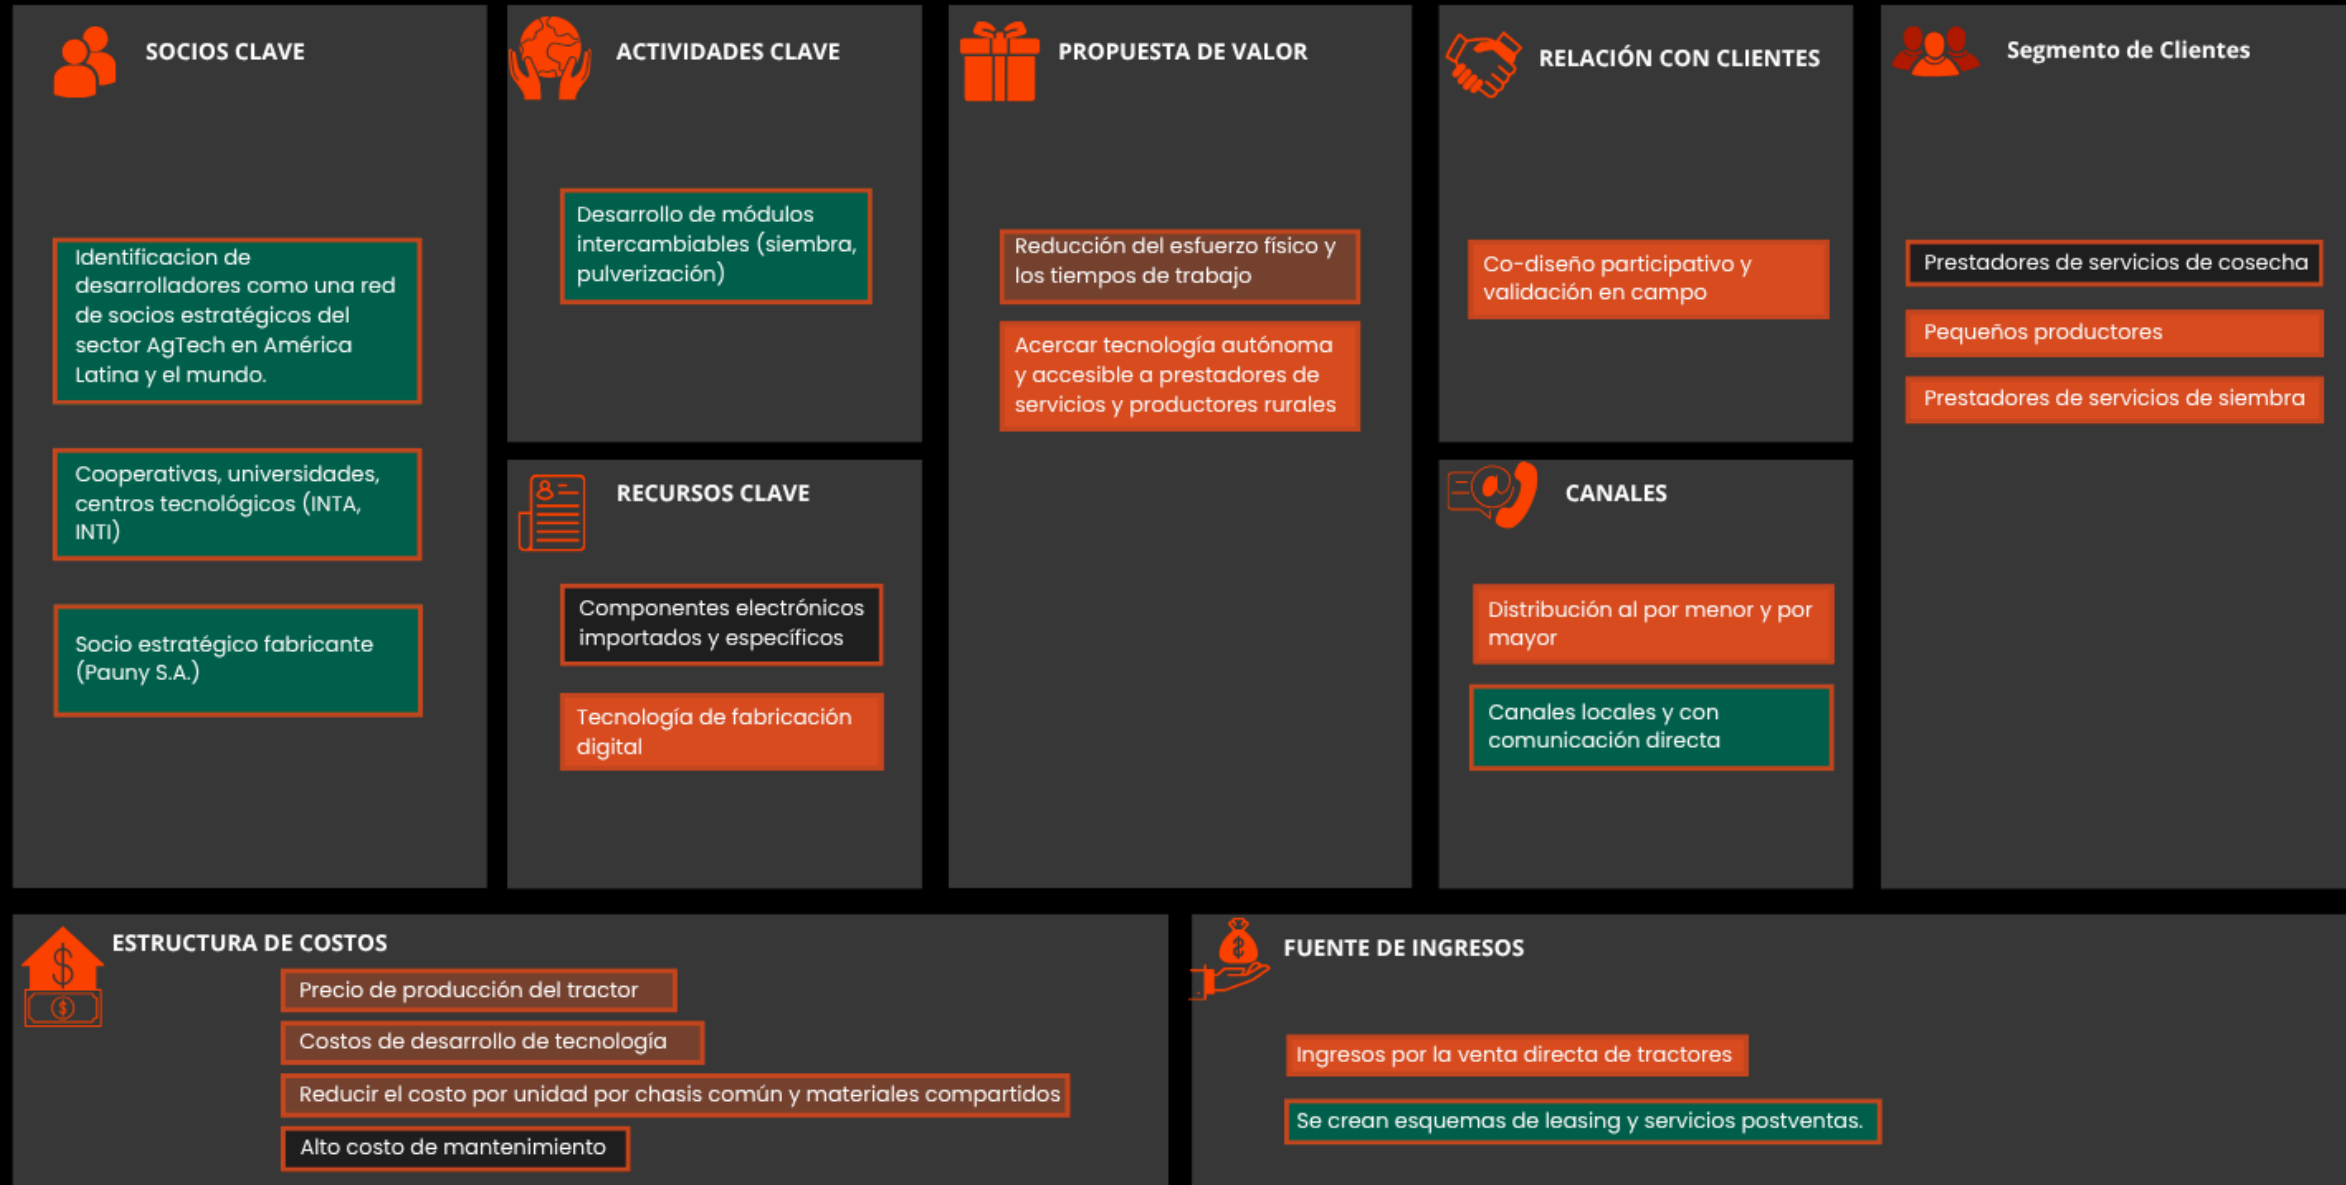 SOCIOS CLAVE
Identificacion de
desarrolladores como una red
de socios estratégicos del
sector AgTech en América
Latina y el mundo.
Cooperativas, universidades,
centros tecnológicos (INTA,
INTI)
Socio estratégico fabricante
(Pauny S.A.)
ACTIVIDADES CLAVE
Desarrollo de módulos
intercambiables (siembra,
pulverización)
RECURSOS CLAVE
Componentes electrónicos
importados y específicos
Tecnología de fabricación
digital
PROPUESTA DE VALOR
Reducción del esfuerzo físico y
los tiempos de trabajo
Acercar tecnología autónoma
y accesible a prestadores de
servicios y productores rurales
RELACIÓN CON CLIENTES
Co-diseño participativo y
validación en campo
CANALES
Distribución al por menor y por
mayor
Canales locales y con
comunicación directa
Segmento de Clientes
Prestadores de servicios de cosecha
Pequeños productores
Prestadores de servicios de siembra
ESTRUCTURA DE COSTOS
Precio de producción del tractor
Costos de desarrollo de tecnología
Reducir el costo por unidad por chasis común y materiales compartidos
Alto costo de mantenimiento
FUENTE DE INGRESOS
Ingresos por la venta directa de tractores
Se crean esquemas de leasing y servicios postventas.